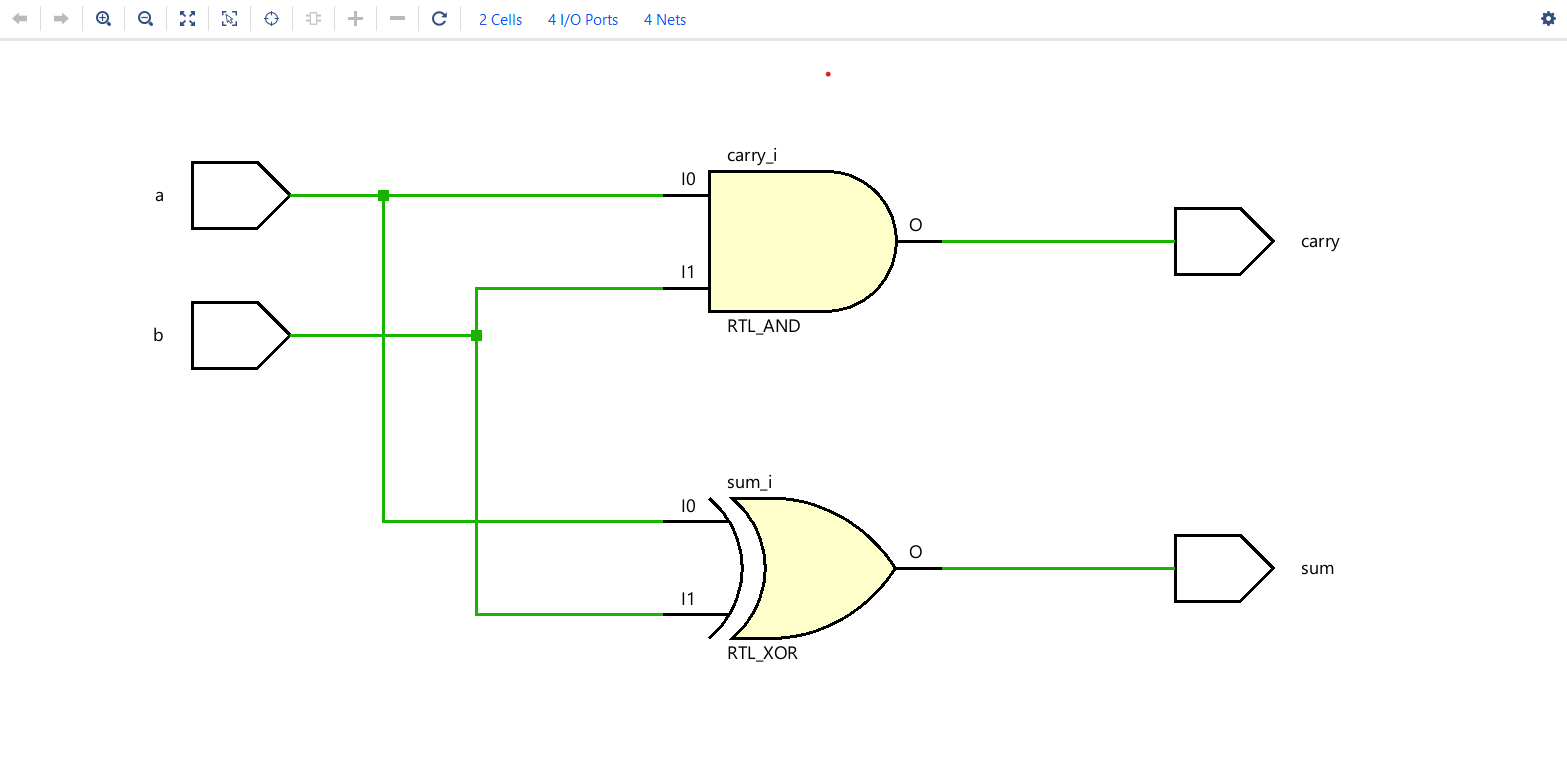 2 Cells 4 I/O Ports 4 Nets
carry_i
a
I0
O
carry
I1
b
RTL_AND
sum_i
I0
O
sum
I1
RTL_XOR